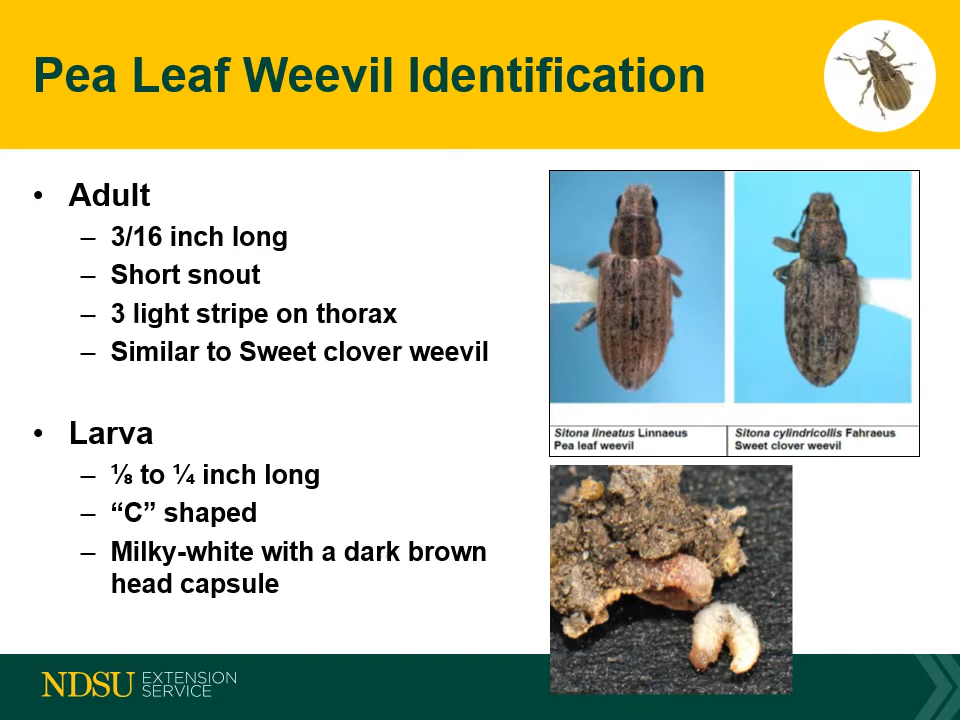 Pea Leaf Weevil Identification
• Adult
– 3/16 inch long
– Short snout
– 3 light stripe on thorax
– Similar to Sweet clover weevil
• Larva
– ⅛ to ¼ inch long
– “C” shaped
– Milky-white with a dark brown
head capsule
Sitona lineatus Linnaeus
Pea leaf weevil
Sitona cylindricollis Fahraeus
Sweet clover weevil
NDSU EXTENSION
SERVICE